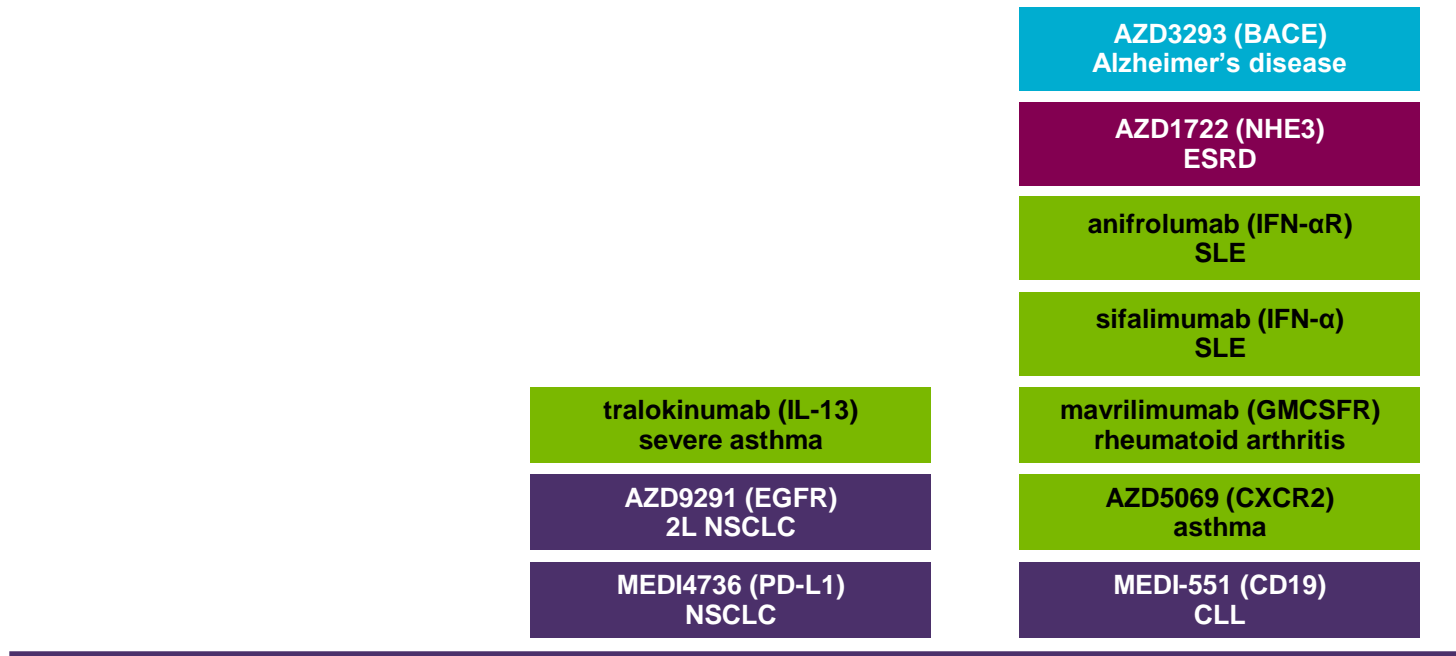 AZD3293 (BACE)
Alzheimer’s disease
AZD1722 (NHE3)
ESRD
anifrolumab (IFN-αR)
SLE
sifalimumab (IFN-α)
SLE
tralokinumab (IL-13)
severe asthma
mavrilimumab (GMCSFR)
rheumatoid arthritis
AZD9291 (EGFR)
2L NSCLC
AZD5069 (CXCR2)
asthma
MEDI4736 (PD-L1)
NSCLC
MEDI-551 (CD19)
CLL